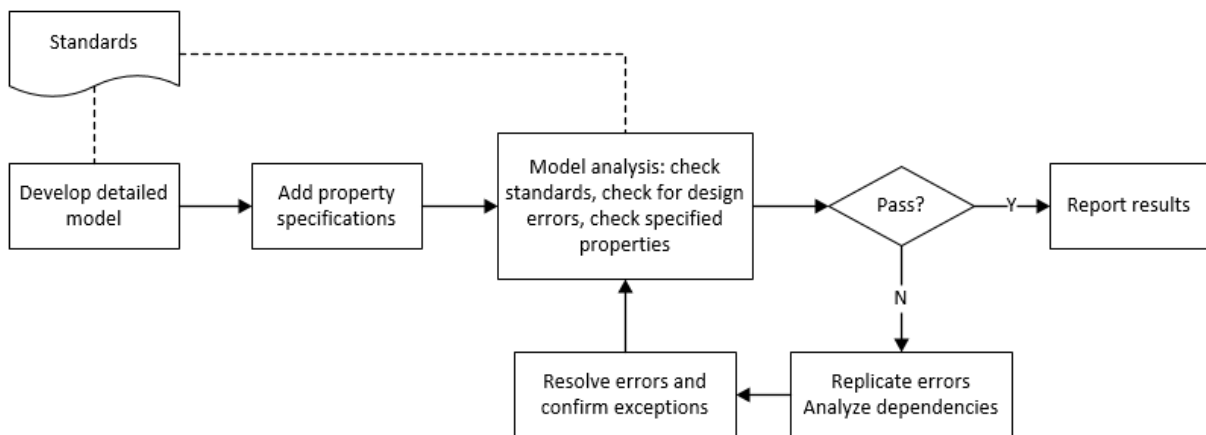 Standards
Develop detailed
model
Add property
specifications
Model analysis: check
standards, check for design
errors, check specified
properties
Pass?
Y
Report results
N
Resolve errors and
confirm exceptions
Replicate errors
Analyze dependencies